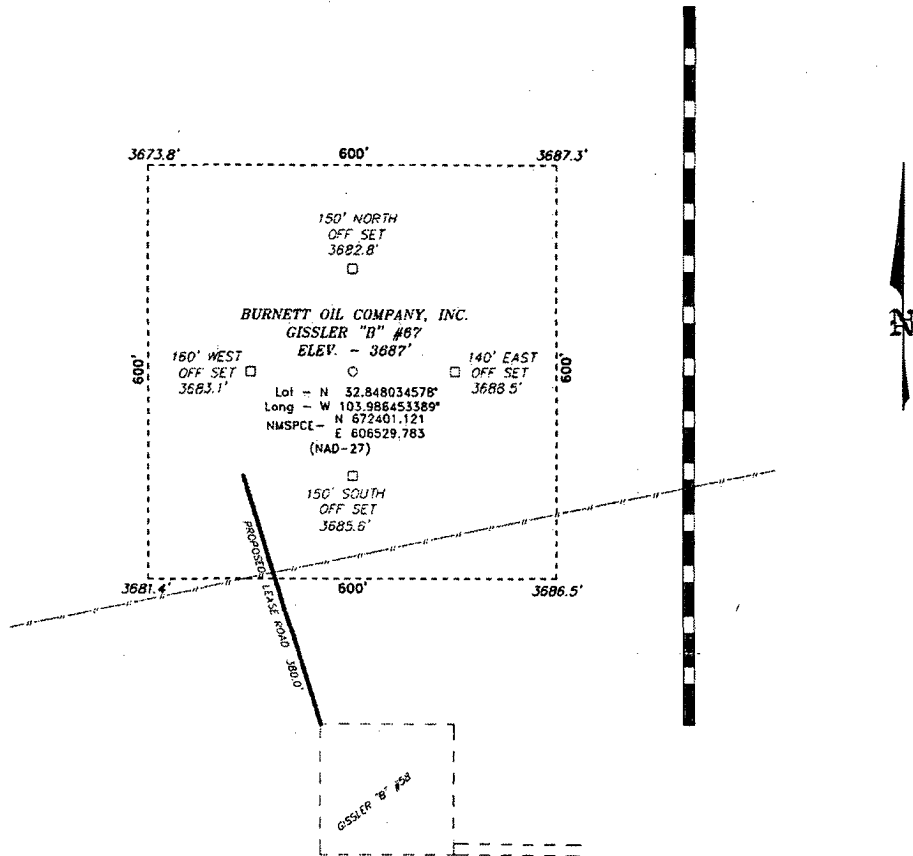 3673.8' 600' 3687.3'
150' NORTH
OFF SET
3682.8'
BURNETT OIL COMPANY, INC.
GISSLER "B" #67
ELEV. - 3687'
600'
160' WEST
OFF SET
3683.1'
140' EAST
OFF SET
3688.5'
600'
Lat - N 32.848034578°
Long - W 103.986453389°
NMSPCE- N 672401.121
E 606529.783
(NAD-27)
150' SOUTH
OFF SET
3685.6'
3681.4' 600' 3686.5'
PROPOSED LEASE ROAD 380.0'
GISSLER "B" #58
N